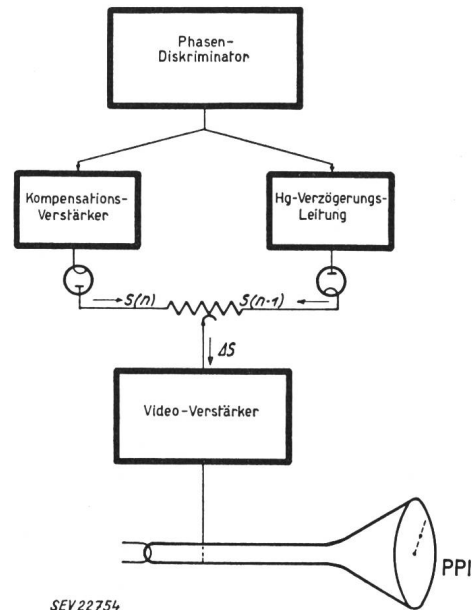 Phasen-
Diskriminator
Kompensations-
Verstärker
Hg-Verzögerungs-
Leitung
S(n)
S(n-1)
ΔS
Video-Verstärker
PPI
SEV 22754